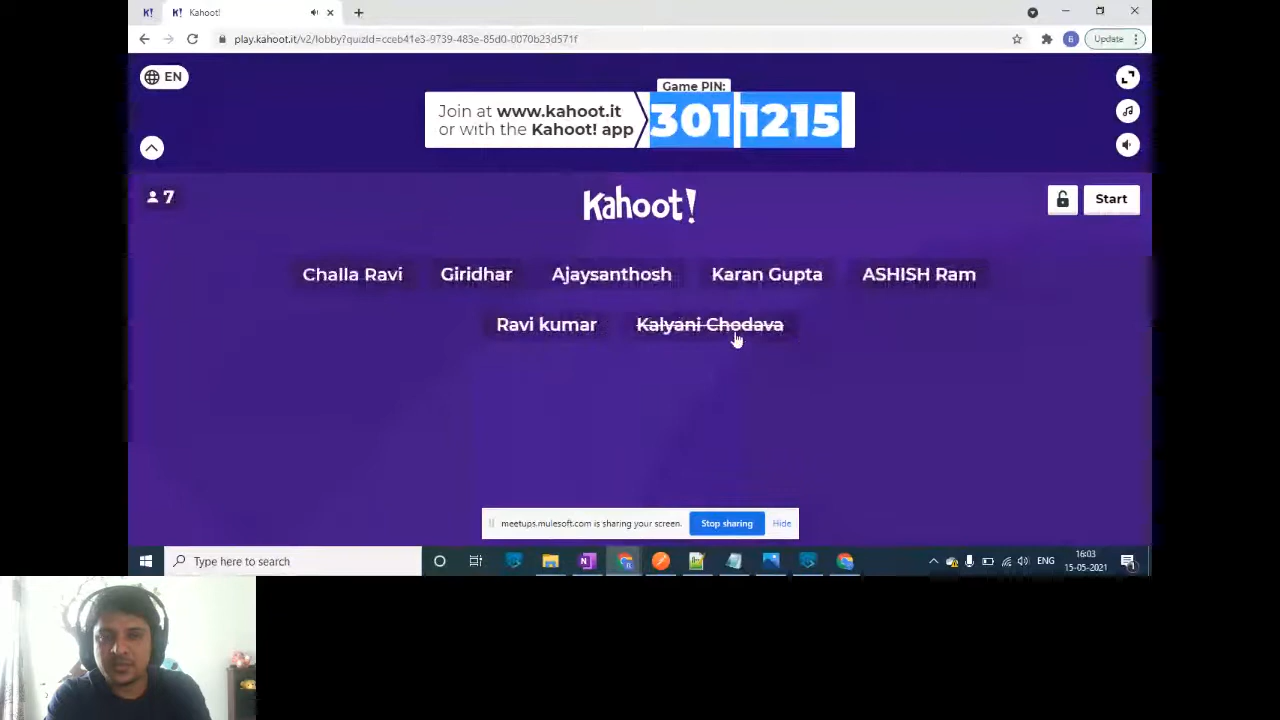 Kahoot!
play.kahoot.it/v2/lobby?quizId=cceb41e3-9739-483e-85d0-0070b23d571f
Update
EN
Game PIN:
Join at www.kahoot.it
or with the Kahoot! app
301 1215
7
Kahoot!
Start
Challa Ravi Giridhar Ajaysanthosh Karan Gupta ASHISH Ram
Ravi kumar Kalyani Chodava
meetups.mulesoft.com is sharing your screen. Stop sharing Hide
Type here to search
ENG
16:03
15-05-2021